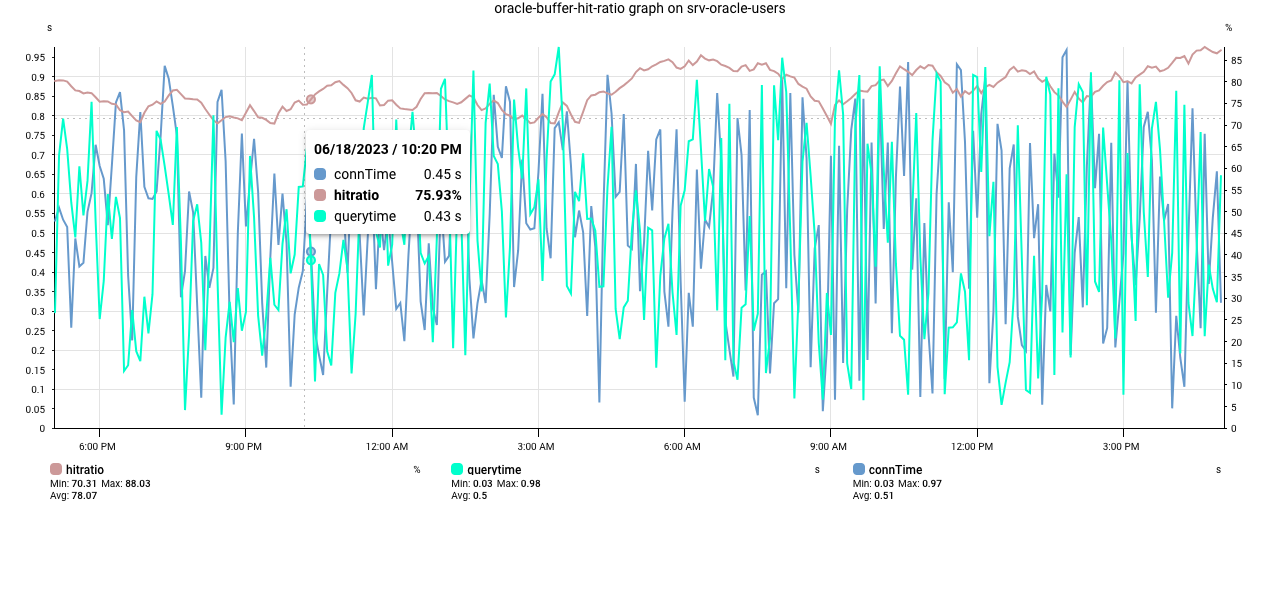 oracle-buffer-hit-ratio graph on srv-oracle-users
s %
0.95 85
0.9 80
0.85 75
0.8 70
0.75 65
0.7 60
0.65 55
0.6 50
0.55 45
0.5 40
0.45 35
0.4 30
0.35 25
0.3 20
0.25 15
0.2 10
0.15 5
0.1 0
0.05
0
06/18/2023 / 10:20 PM
connTime 0.45 s
hitratio 75.93%
querytime 0.43 s
6:00 PM 9:00 PM 12:00 AM 3:00 AM 6:00 AM 9:00 AM 12:00 PM 3:00 PM
hitratio % querytime s connTime s
Min: 70.31 Max: 88.03 Min: 0.03 Max: 0.98 Min: 0.03 Max: 0.97
Avg: 78.07 Avg: 0.5 Avg: 0.51